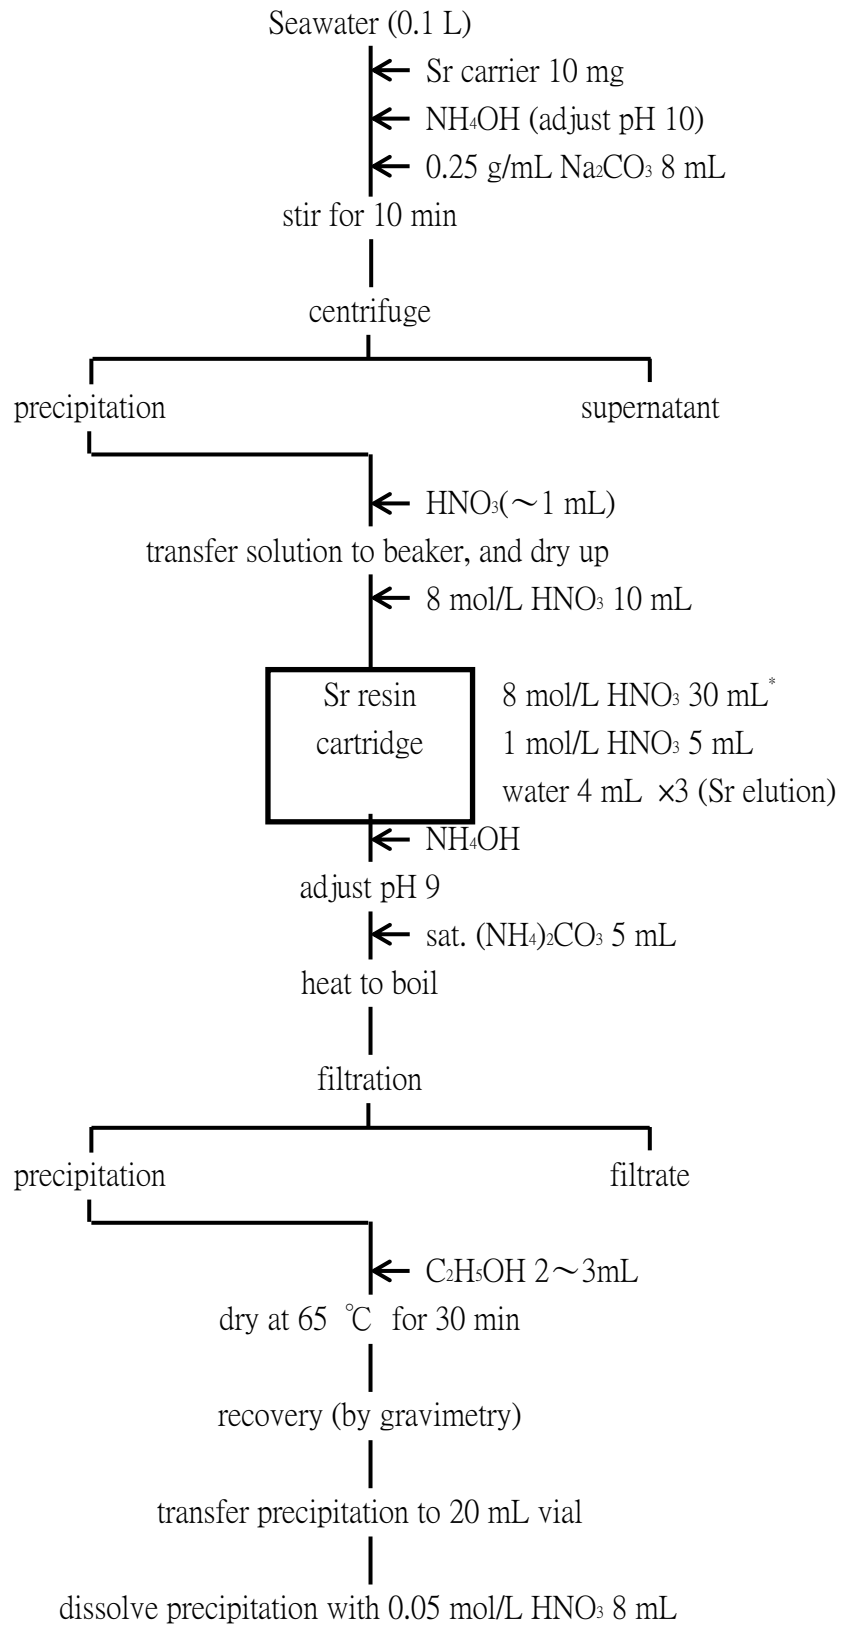 Seawater (0.1 L)
Sr carrier 10 mg
NH₄OH (adjust pH 10)
0.25 g/mL Na₂CO₃ 8 mL
stir for 10 min
centrifuge
precipitation
supernatant
HNO₃(～1 mL)
transfer solution to beaker, and dry up
8 mol/L HNO₃ 10 mL
Sr resin
cartridge
8 mol/L HNO₃ 30 mL*
1 mol/L HNO₃ 5 mL
water 4 mL ×3 (Sr elution)
NH₄OH
adjust pH 9
sat. (NH₄)₂CO₃ 5 mL
heat to boil
filtration
precipitation
filtrate
C₂H₅OH 2～3mL
dry at 65 ℃ for 30 min
recovery (by gravimetry)
transfer precipitation to 20 mL vial
dissolve precipitation with 0.05 mol/L HNO₃ 8 mL